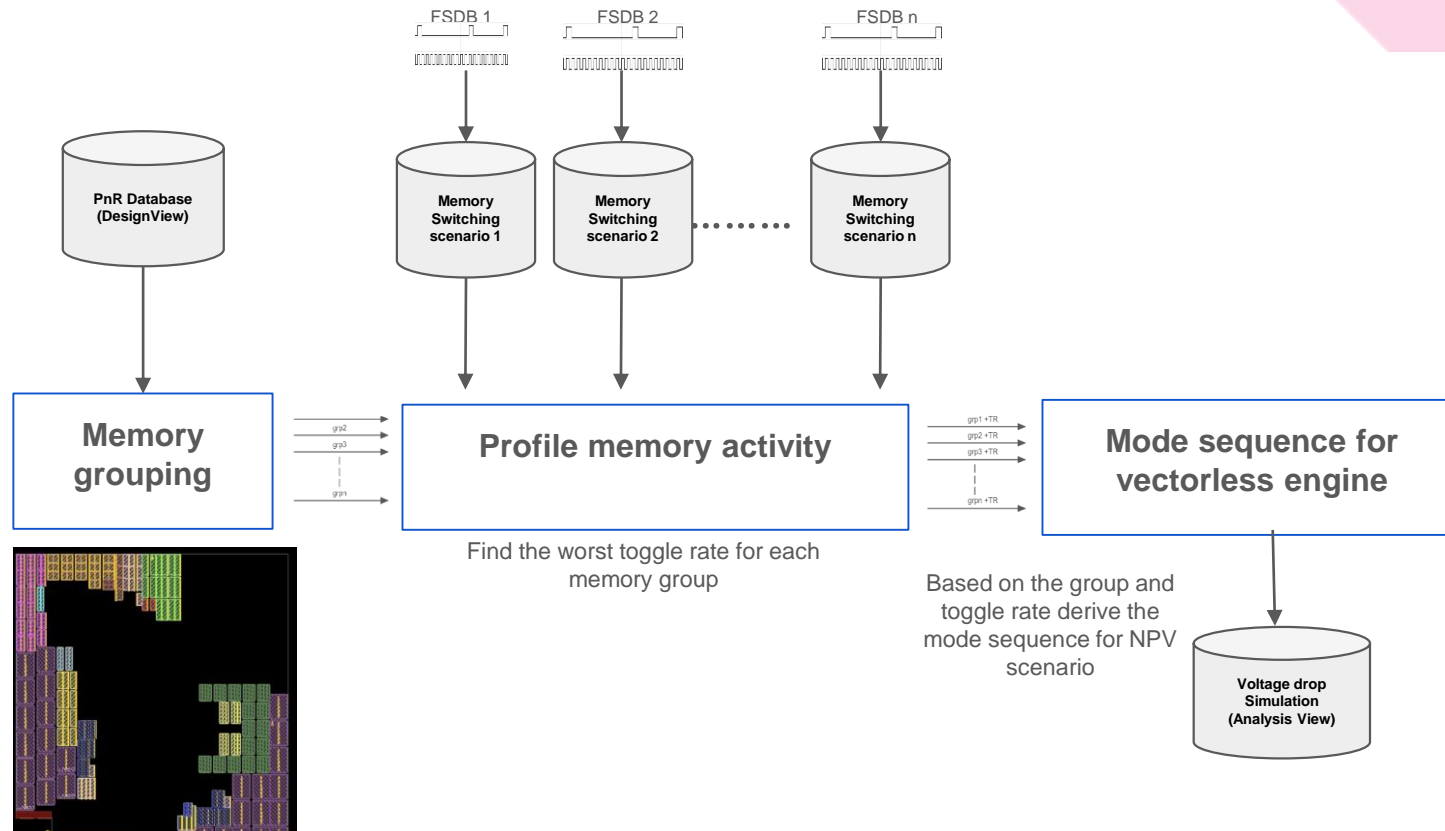 FSDB 1
FSDB 2
FSDB n
PnR Database
(DesignView)
Memory
Switching
scenario 1
Memory
Switching
scenario 2
Memory
Switching
scenario n
Memory
grouping
grp2
grp3
grpn
Profile memory activity
grp1 +TR
grp2 +TR
grp3 +TR
grpn +TR
Mode sequence for
vectorless engine
Find the worst toggle rate for each
memory group
Based on the group and
toggle rate derive the
mode sequence for NPV
scenario
Voltage drop
Simulation
(Analysis View)